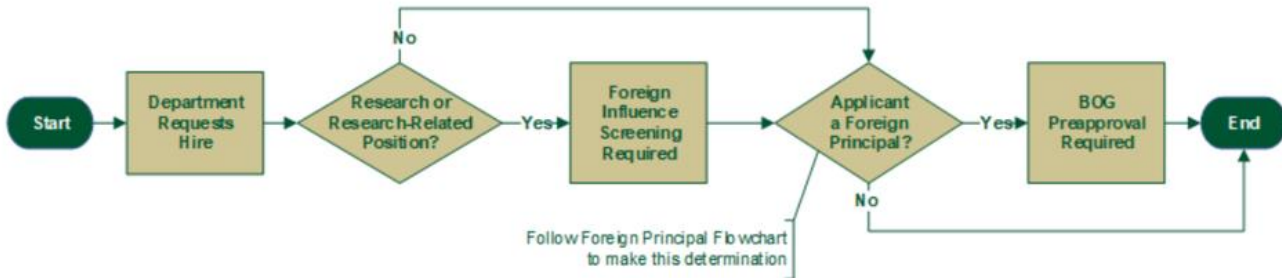 No
Start
Department
Requests
Hire
Research or
Research-Related
Position?
Yes
Foreign
Influence
Screening
Required
Applicant
a Foreign
Principal?
Yes
BOG
Preapproval
Required
End
No
Follow Foreign Principal Flowchart
to make this determination